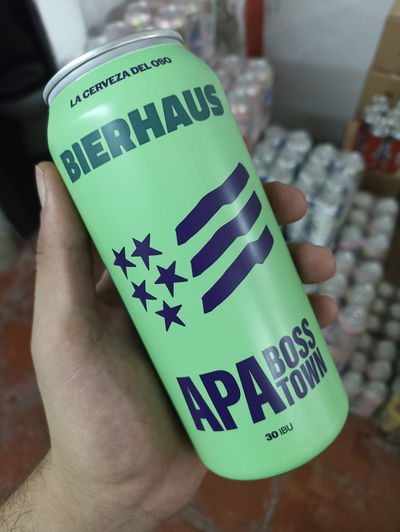 LA CERVEZA DEL OSO
BIERHAUS
APA BOSS TOWN
30 IBU